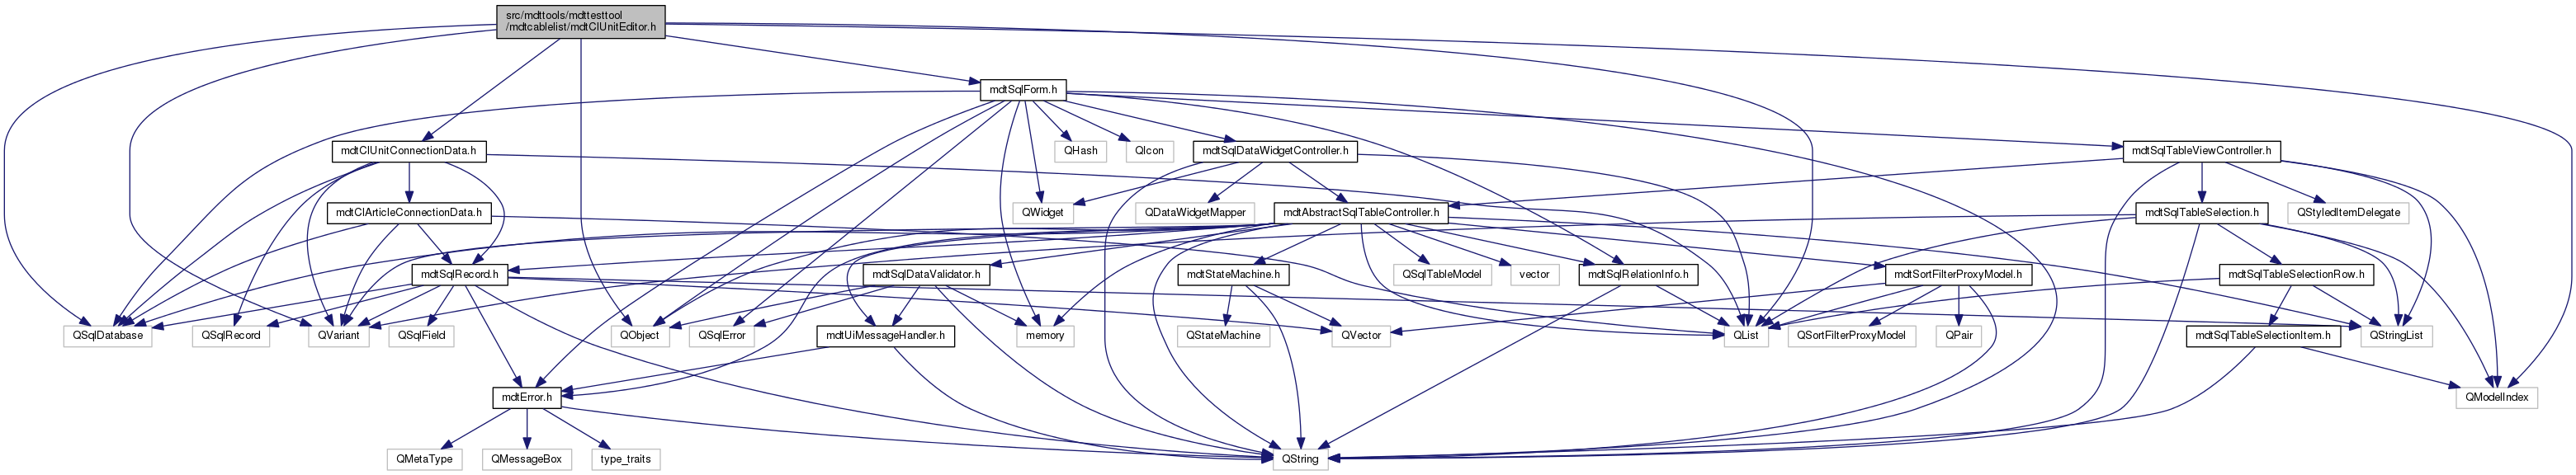 src/mdttools/mdttesttool
/mdtcablelist/mdtClUnitEditor.h
mdtSqlForm.h
mdtClUnitConnectionData.h
QHash
QIcon
mdtSqlDataWidgetController.h
mdtSqlTableViewController.h
mdtClArticleConnectionData.h
QWidget
QDataWidgetMapper
mdtAbstractSqlTableController.h
mdtSqlTableSelection.h
QStyledItemDelegate
mdtSqlRecord.h
mdtSqlDataValidator.h
mdtStateMachine.h
QSqlTableModel
vector
mdtSqlRelationInfo.h
mdtSortFilterProxyModel.h
mdtSqlTableSelectionRow.h
QSqlDatabase
QSqlRecord
QVariant
QSqlField
QObject
QSqlError
mdtUiMessageHandler.h
memory
QStateMachine
QVector
QList
QSortFilterProxyModel
QPair
QStringList
mdtSqlTableSelectionItem.h
mdtError.h
QModelIndex
QMetaType
QMessageBox
type_traits
QString